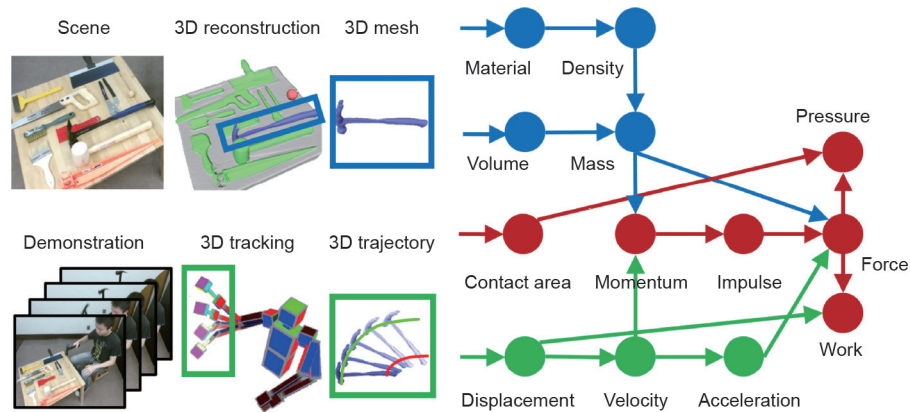 Scene
3D reconstruction
3D mesh
Demonstration
3D tracking
3D trajectory
Material
Density
Volume
Mass
Pressure
Contact area
Momentum
Impulse
Force
Work
Displacement
Velocity
Acceleration